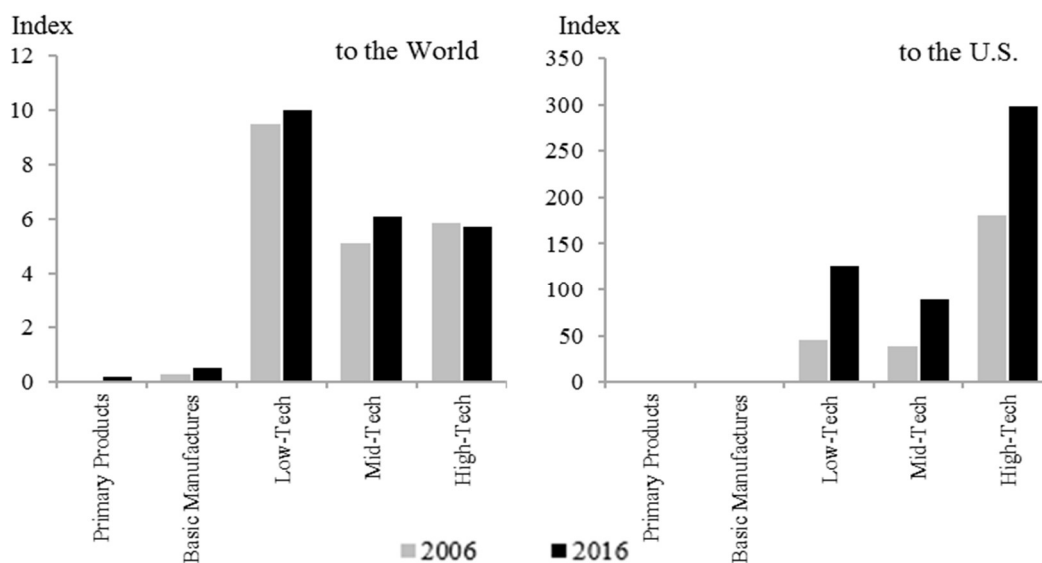 Index
to the World
12
10
8
6
4
2
0
Primary Products
Basic Manufactures
Low-Tech
Mid-Tech
High-Tech
Index
to the U.S.
350
300
250
200
150
100
50
0
Primary Products
Basic Manufactures
Low-Tech
Mid-Tech
High-Tech
2006 2016